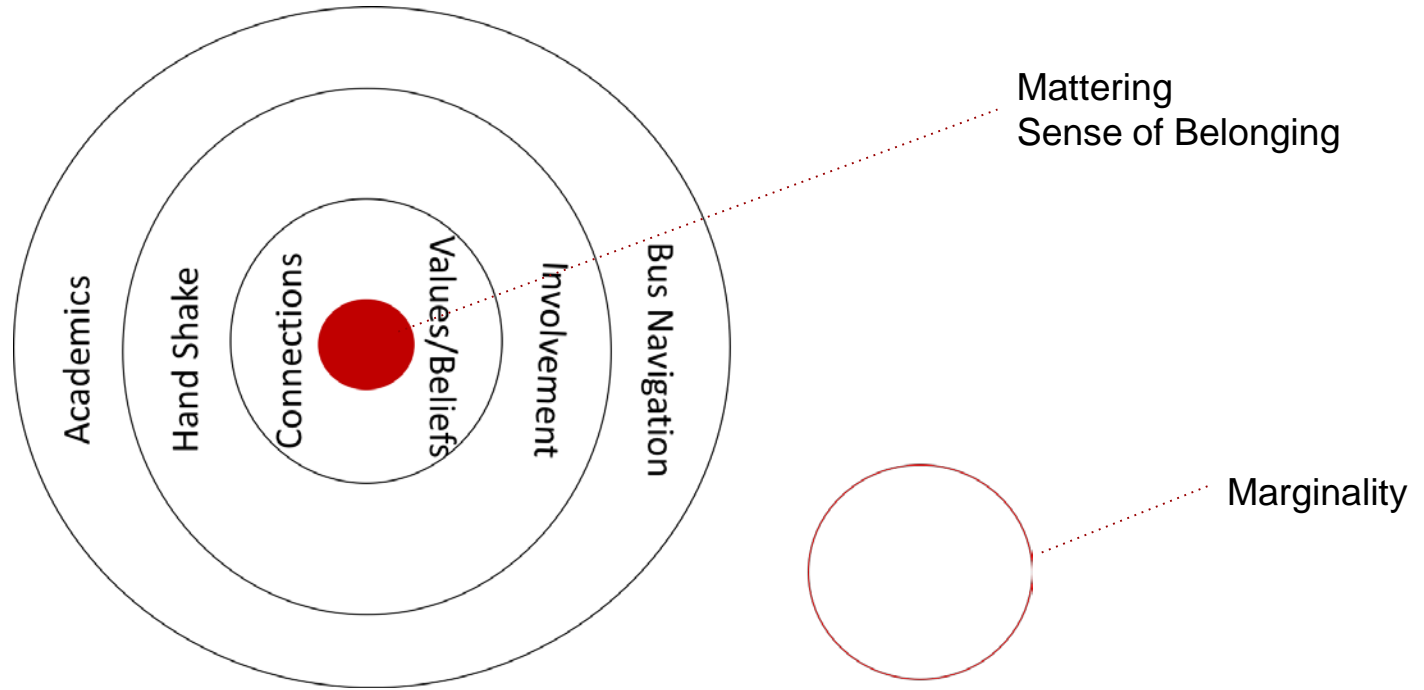 Mattering
Sense of Belonging
Academics
Hand Shake
Connections
Values/Beliefs
Involvement
Bus Navigation
Marginality